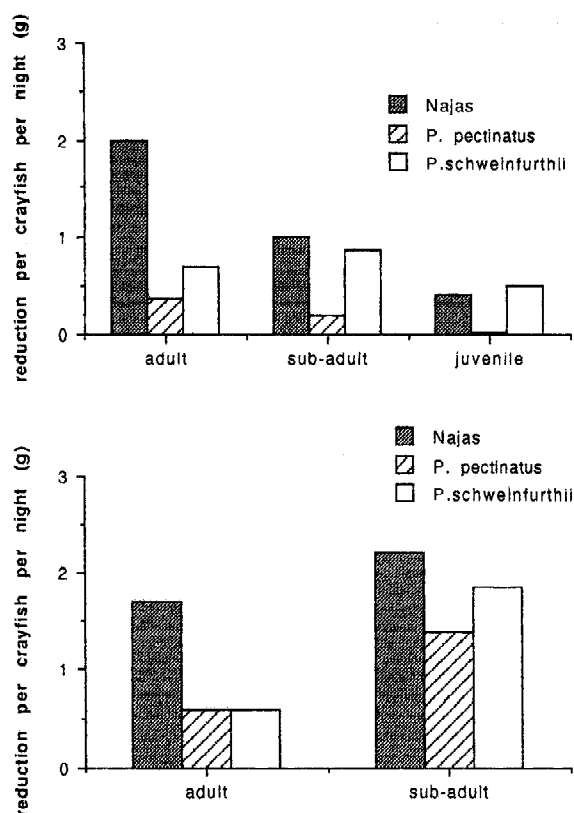 reduction per crayfish per night (g)
3
2
1
0
Najas
P. pectinatus
P.schweinfurthii
adult sub-adult juvenile
reduction per crayfish per night (g)
3
2
1
0
Najas
P. pectinatus
P.schweinfurthii
adult sub-adult